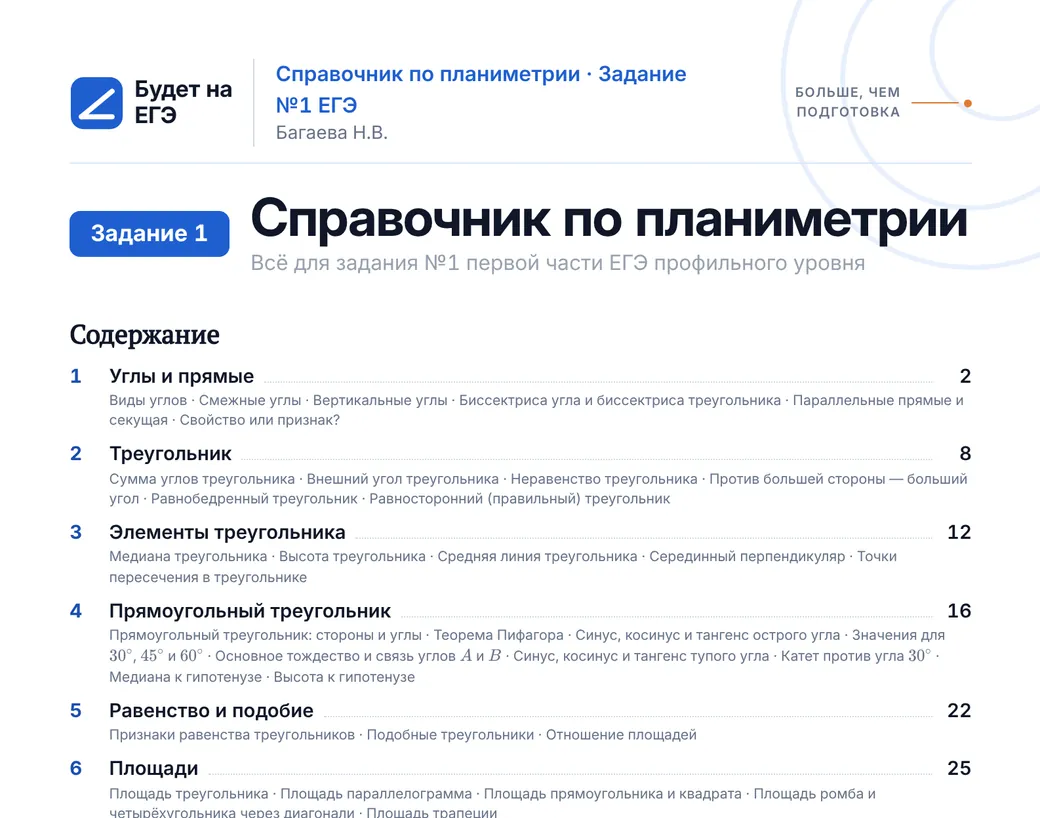 Будет на
ЕГЭ
Справочник по планиметрии · Задание
№1 ЕГЭ
Багаева Н.В.
БОЛЬШЕ, ЧЕМ
ПОДГОТОВКА
Задание 1
Справочник по планиметрии
Всё для задания №1 первой части ЕГЭ профильного уровня
Содержание
1 Углы и прямые 2
Виды углов · Смежные углы · Вертикальные углы · Биссектриса угла и биссектриса треугольника · Параллельные прямые и
секущая · Свойство или признак?
2 Треугольник 8
Сумма углов треугольника · Внешний угол треугольника · Неравенство треугольника · Против большей стороны — больший
угол · Равнобедренный треугольник · Равносторонний (правильный) треугольник
3 Элементы треугольника 12
Медиана треугольника · Высота треугольника · Средняя линия треугольника · Серединный перпендикуляр · Точки
пересечения в треугольнике
4 Прямоугольный треугольник 16
Прямоугольный треугольник: стороны и углы · Теорема Пифагора · Синус, косинус и тангенс острого угла · Значения для
30°, 45° и 60° · Основное тождество и связь углов A и B · Синус, косинус и тангенс тупого угла · Катет против угла 30° ·
Медиана к гипотенузе · Высота к гипотенузе
5 Равенство и подобие 22
Признаки равенства треугольников · Подобные треугольники · Отношение площадей
6 Площади 25
Площадь треугольника · Площадь параллелограмма · Площадь прямоугольника и квадрата · Площадь ромба и
четырёхугольника через диагонали · Площадь трапеции